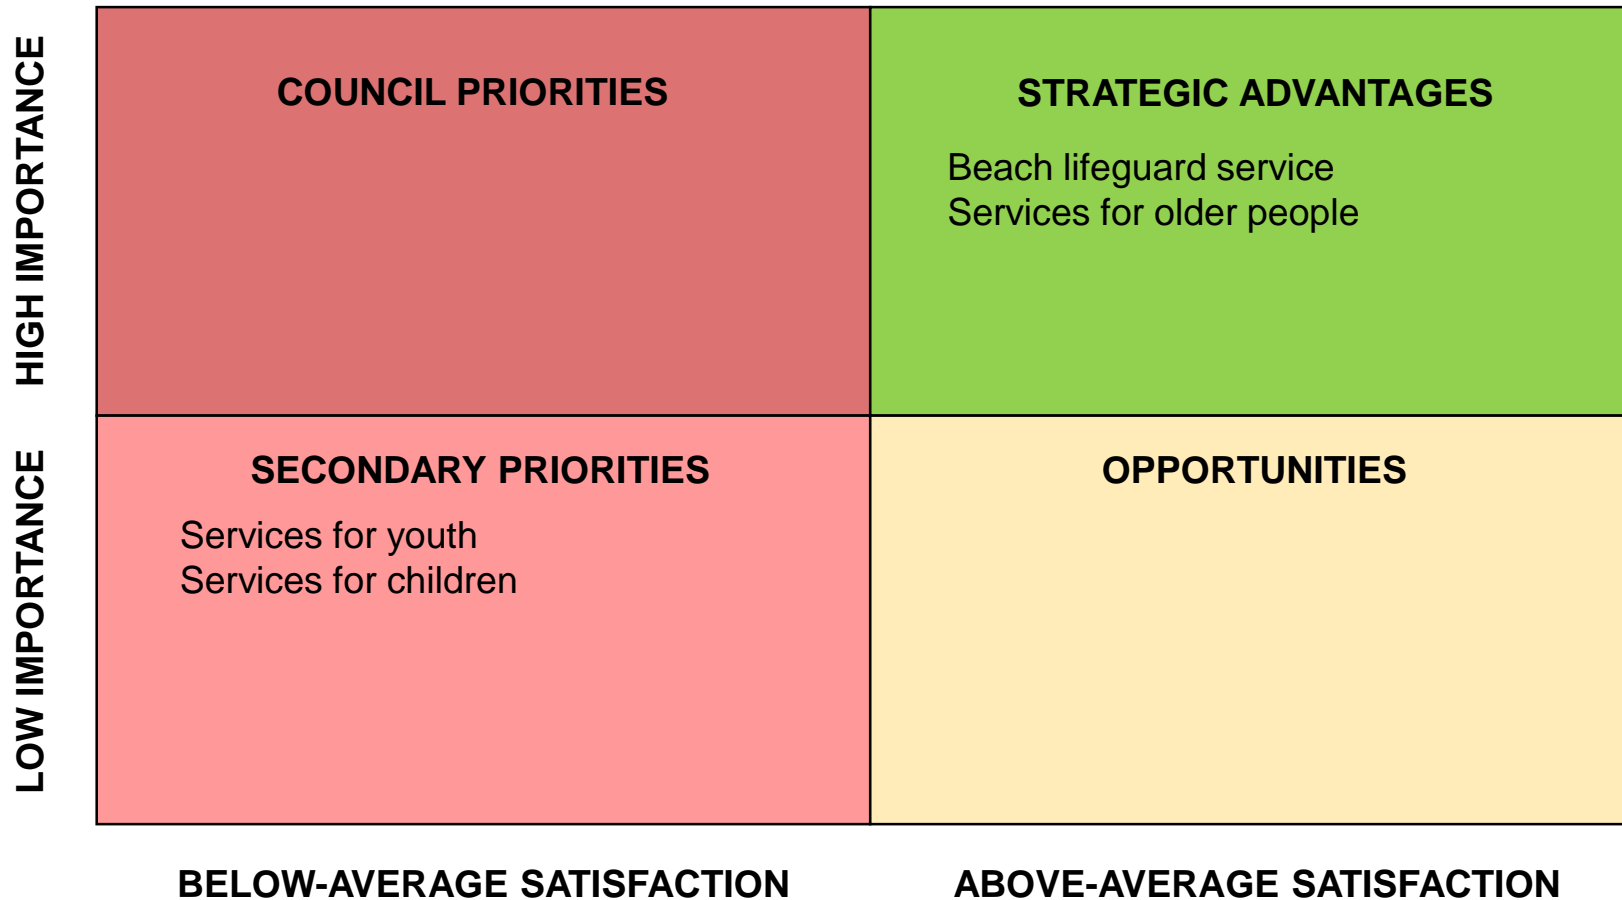 HIGH IMPORTANCE
COUNCIL PRIORITIES
STRATEGIC ADVANTAGES
Beach lifeguard service
Services for older people
LOW IMPORTANCE
SECONDARY PRIORITIES
Services for youth
Services for children
OPPORTUNITIES
BELOW-AVERAGE SATISFACTION
ABOVE-AVERAGE SATISFACTION